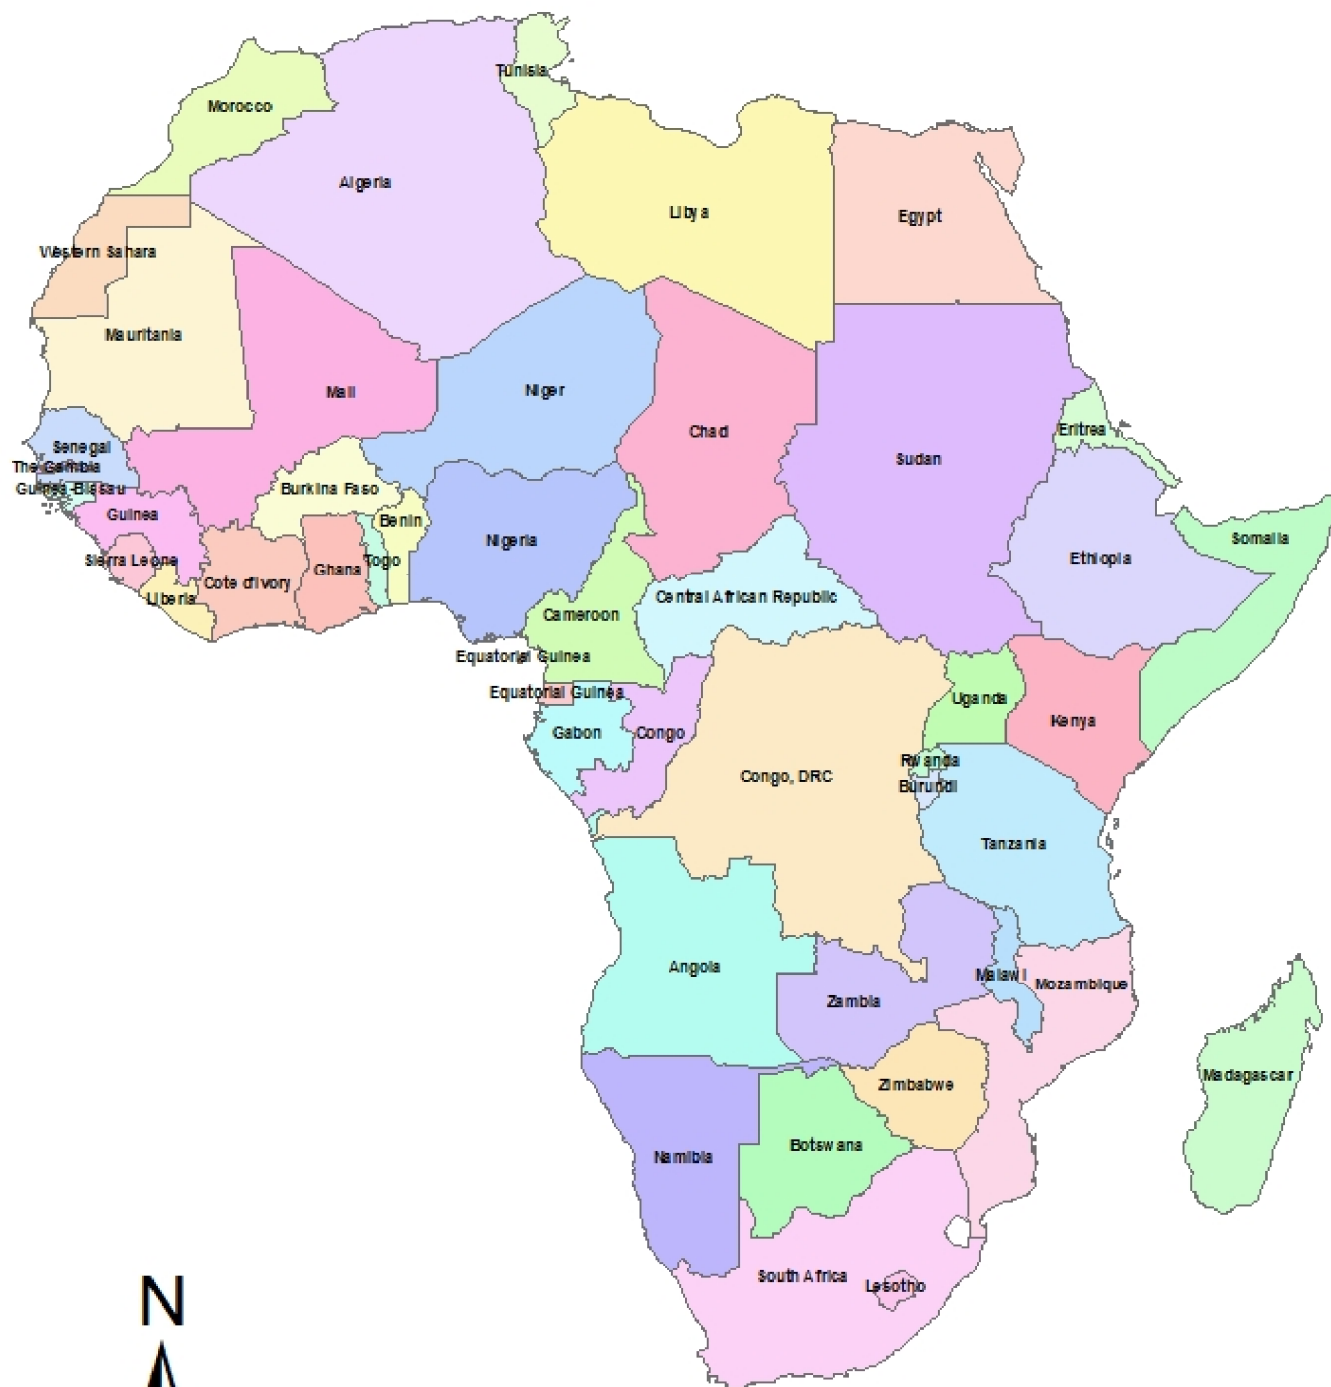 Tunisia
Morocco
Algeria
Libya
Egypt
Western Sahara
Mauritania
Mali
Niger
Chad
Sudan
Eritrea
Senegal
The Gambia
Guinea-Bissau
Burkina Faso
Guinea
Benin
Nigeria
Somalia
Sierra Leone
Cote d'Ivory
Ghana
Togo
Ethiopia
Liberia
Central African Republic
Cameroon
Equatorial Guinea
Equatorial Guinea
Uganda
Kenya
Gabon
Congo
Rwanda
Congo, DRC
Burundi
Tanzania
Angola
Malawi
Mozambique
Zambia
Madagascar
Zimbabwe
Botswana
Namibia
South Africa
Lesotho
N